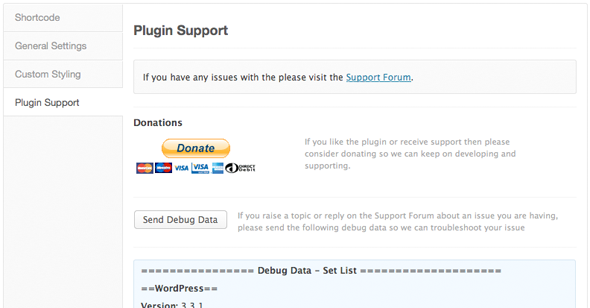 Shortcode
General Settings
Custom Styling
Plugin Support
Plugin Support
If you have any issues with the please visit the Support Forum.
Donations
Donate
VISA VISA
DIRECT Debit
If you like the plugin or receive support then please
consider donating so we can keep on developing and
supporting.
Send Debug Data
If you raise a topic or reply on the Support Forum about an issue you are having,
please send the following debug data so we can troubleshoot your issue
================ Debug Data - Set List ====================
==WordPress==
Version: 3.3.1